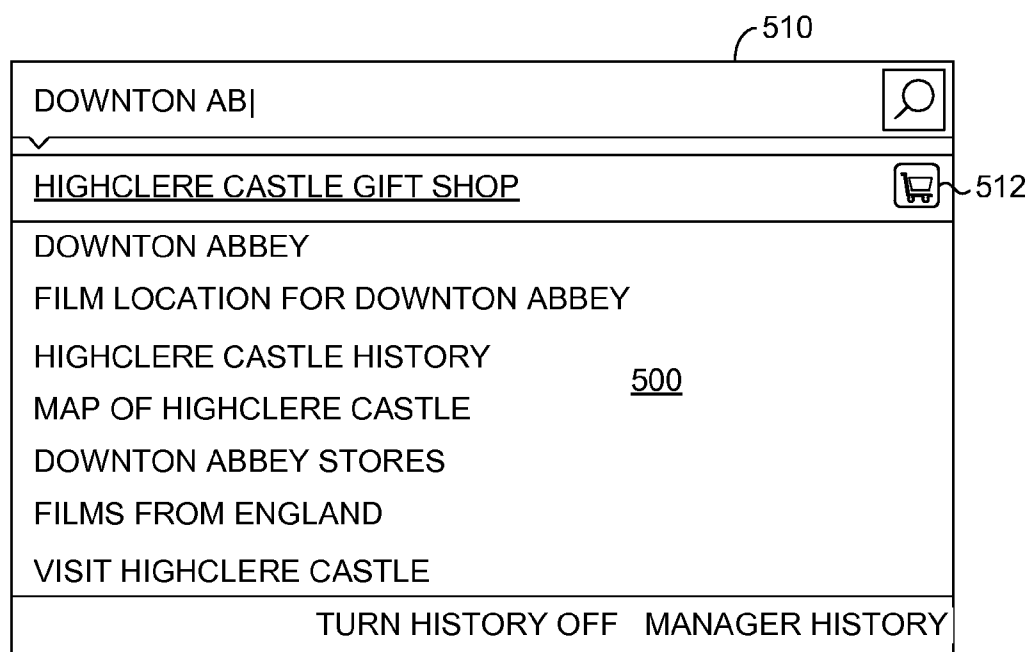 510
DOWNTON AB|
HIGHCLERE CASTLE GIFT SHOP
512
DOWNTON ABBEY
FILM LOCATION FOR DOWNTON ABBEY
HIGHCLERE CASTLE HISTORY
500
MAP OF HIGHCLERE CASTLE
DOWNTON ABBEY STORES
FILMS FROM ENGLAND
VISIT HIGHCLERE CASTLE
TURN HISTORY OFF MANAGER HISTORY